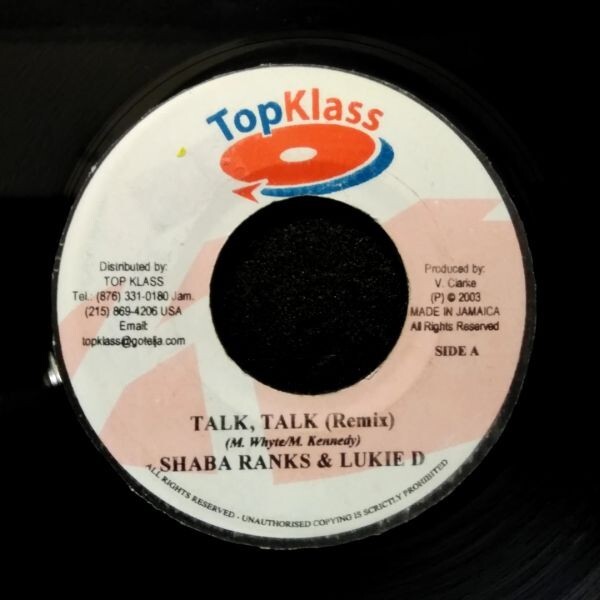 TopKlass
Distributed by:
TOP KLASS
Tel.: (876) 331-0180 Jam.
(215) 869-4206 USA
Email:
topklass@gotelja.com
Produced by:
V. Clarke
(P) © 2003
MADE IN JAMAICA
All Rights Reserved
SIDE A
TALK, TALK (Remix)
(M. Whyte/M. Kennedy)
SHABA RANKS & LUKIE D
ALL RIGHTS RESERVED - UNAUTHORISED COPYING IS STRICTLY PROHIBITED